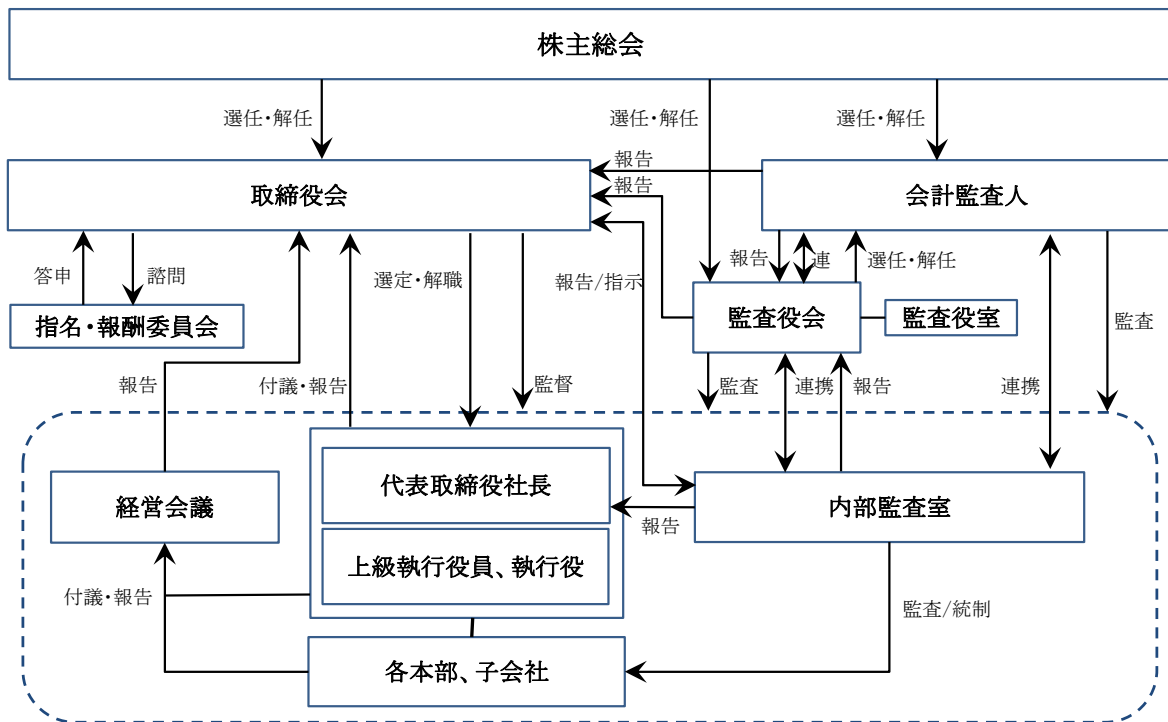 株主総会
選任・解任
選任・解任
選任・解任
報告
取締役会
報告
会計監査人
答申
諮問
選定・解職
報告/指示
報告
連
選任・解任
指名・報酬委員会
監査役会
監査役室
監査
報告
付議・報告
監督
監査
連携
報告
連携
代表取締役社長
経営会議
内部監査室
報告
上級執行役員、執行役
付議・報告
監査/統制
各本部、子会社